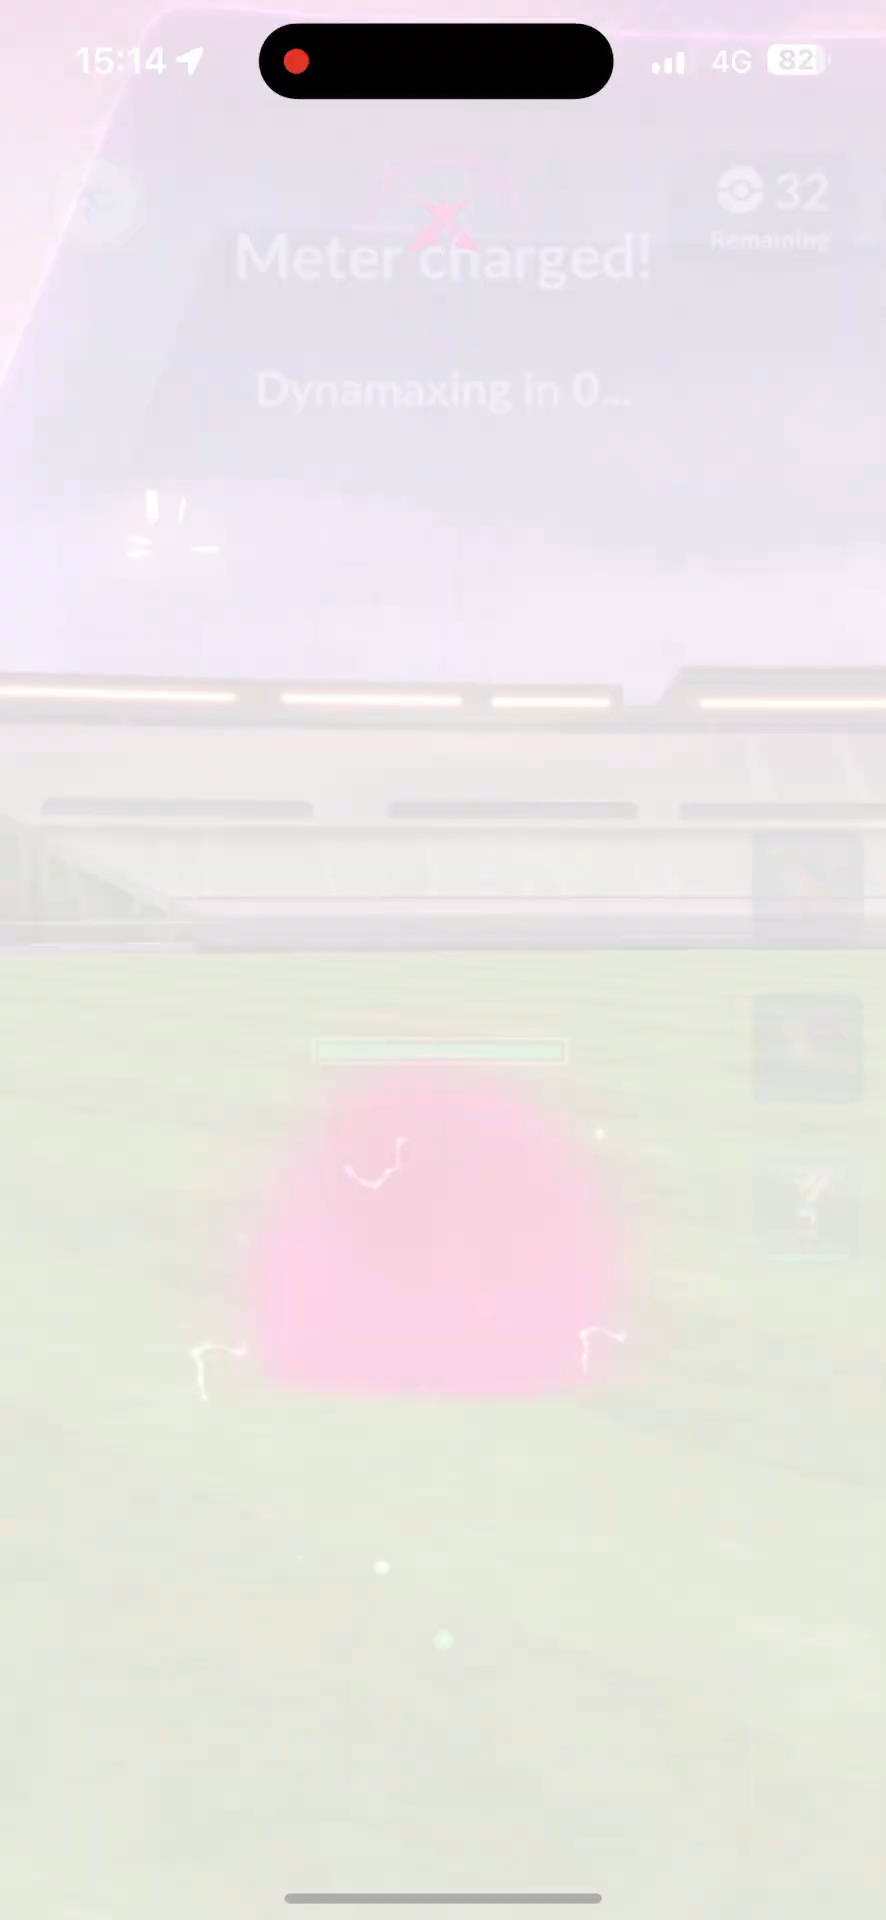 15:14
4G
82
32
Remaining
Meter charged!
Dynamaxing in 0...